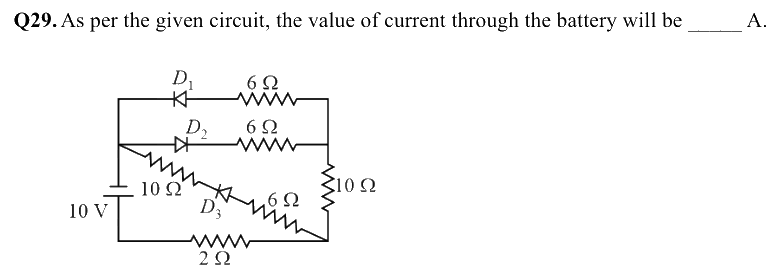 Q29. As per the given circuit, the value of current through the battery will be _____ A.
D₁ 6 Ω
D₂ 6 Ω
10 Ω
10 Ω
D₃ 6 Ω
10 V
2 Ω